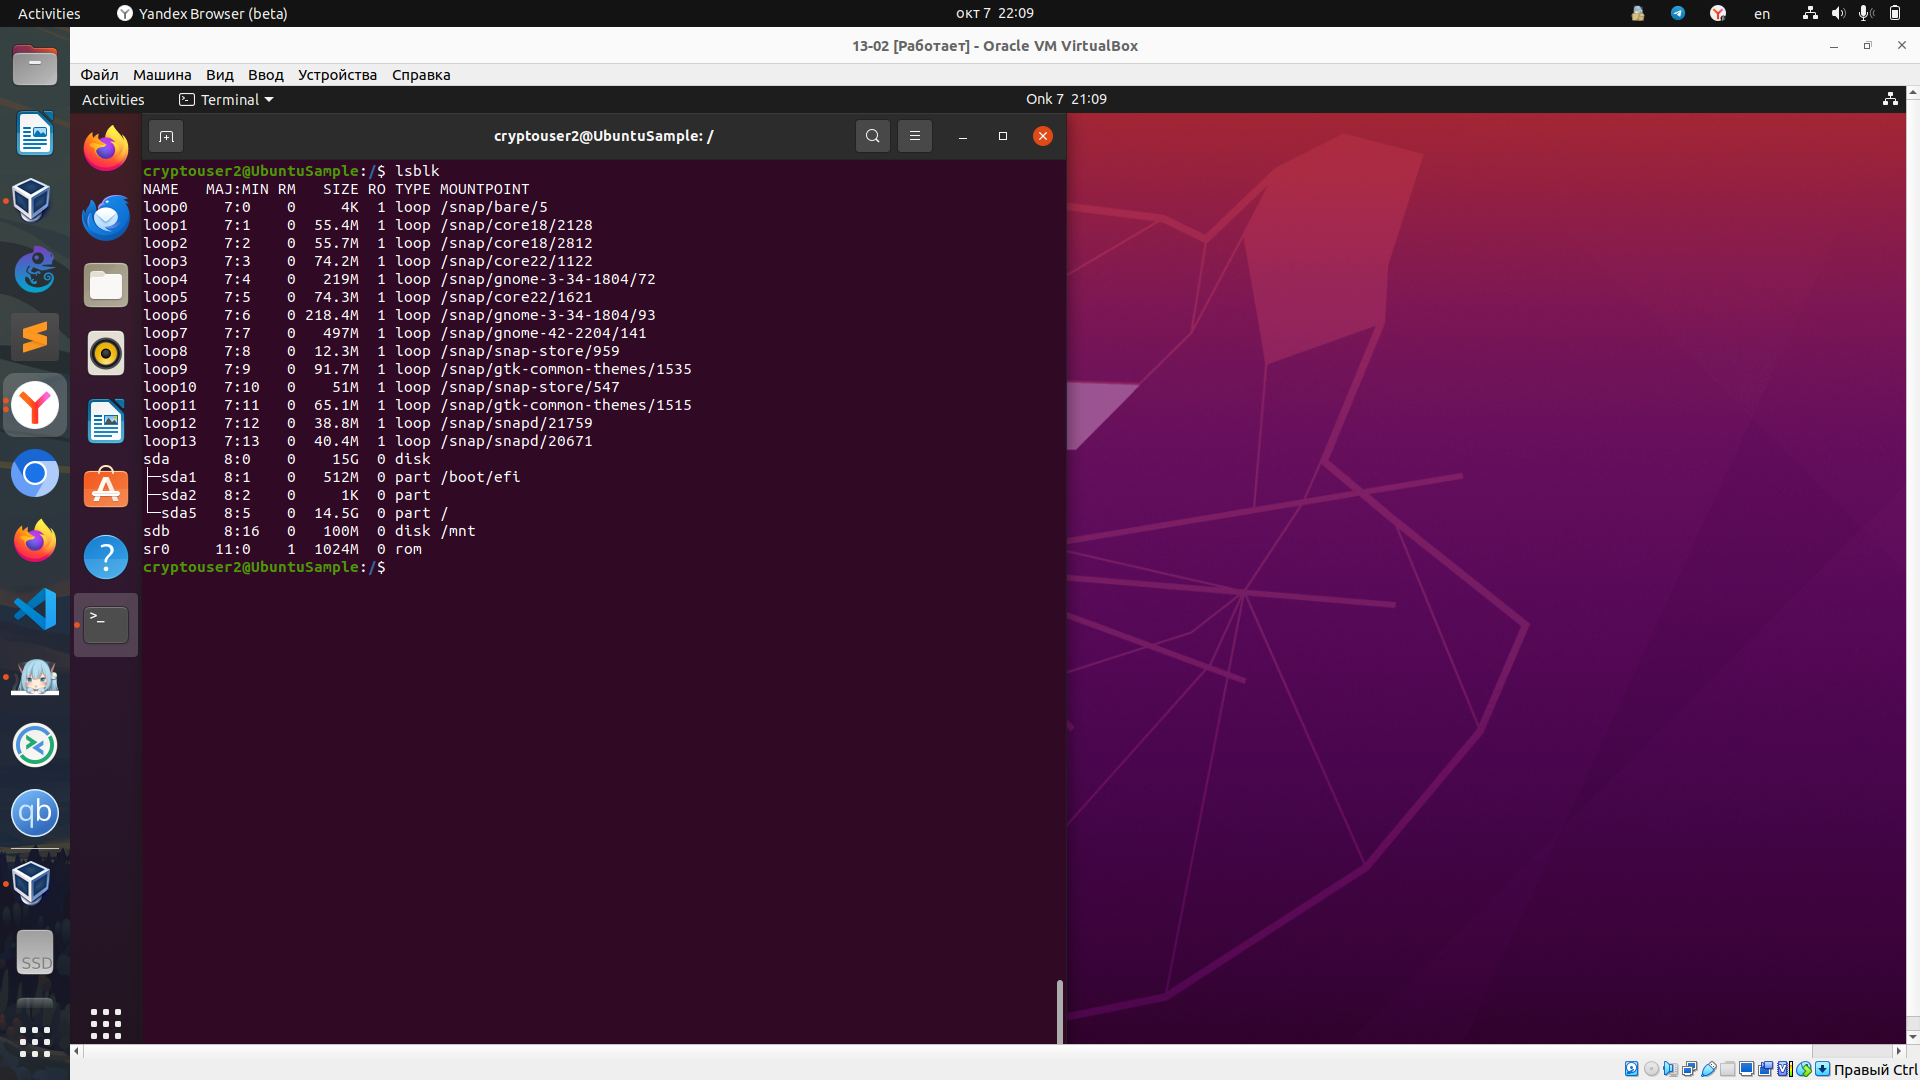 Activities Yandex Browser (beta) окт 7 22:09 en
13-02 [Работает] - Oracle VM VirtualBox
Файл Машина Вид Ввод Устройства Справка
Activities Terminal Onk 7 21:09
cryptouser2@UbuntuSample: /
cryptouser2@UbuntuSample:/$ lsblk
NAME MAJ:MIN RM SIZE RO TYPE MOUNTPOINT
loop0 7:0 0 4K 1 loop /snap/bare/5
loop1 7:1 0 55.4M 1 loop /snap/core18/2128
loop2 7:2 0 55.7M 1 loop /snap/core18/2812
loop3 7:3 0 74.2M 1 loop /snap/core22/1122
loop4 7:4 0 219M 1 loop /snap/gnome-3-34-1804/72
loop5 7:5 0 74.3M 1 loop /snap/core22/1621
loop6 7:6 0 218.4M 1 loop /snap/gnome-3-34-1804/93
loop7 7:7 0 497M 1 loop /snap/gnome-42-2204/141
loop8 7:8 0 12.3M 1 loop /snap/snap-store/959
loop9 7:9 0 91.7M 1 loop /snap/gtk-common-themes/1535
loop10 7:10 0 51M 1 loop /snap/snap-store/547
loop11 7:11 0 65.1M 1 loop /snap/gtk-common-themes/1515
loop12 7:12 0 38.8M 1 loop /snap/snapd/21759
loop13 7:13 0 40.4M 1 loop /snap/snapd/20671
sda 8:0 0 15G 0 disk
├─sda1 8:1 0 512M 0 part /boot/efi
├─sda2 8:2 0 1K 0 part
└─sda5 8:5 0 14.5G 0 part /
sdb 8:16 0 100M 0 disk /mnt
sr0 11:0 1 1024M 0 rom
cryptouser2@UbuntuSample:/$
qb
SSD
Правый Ctrl